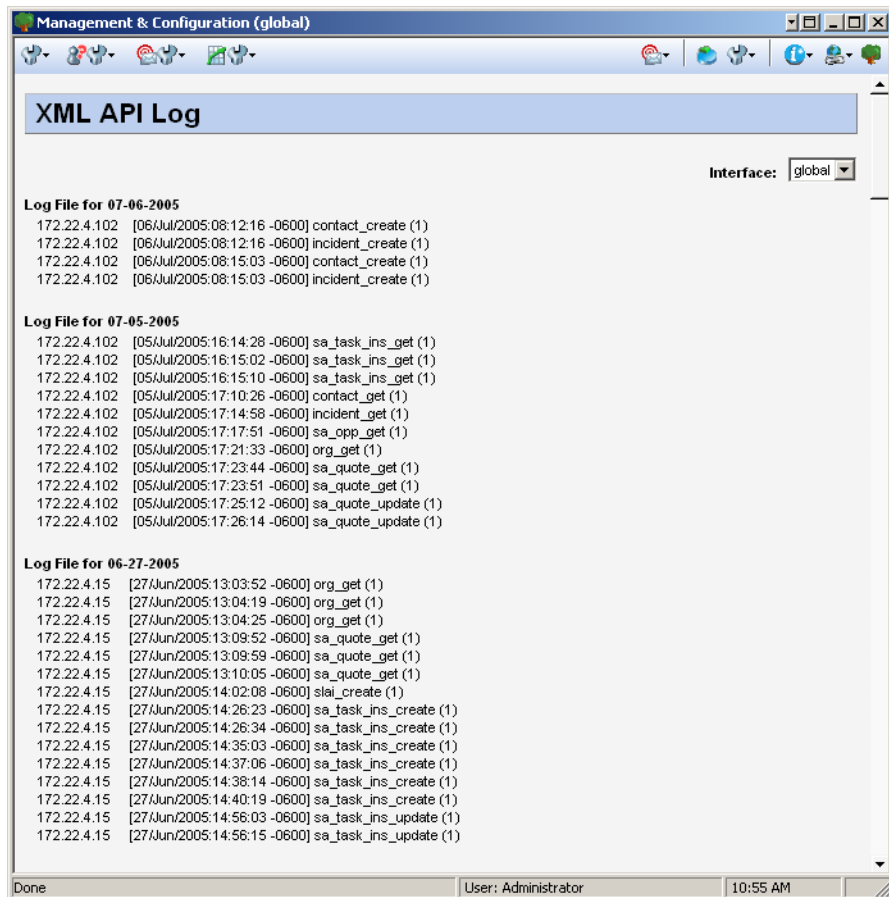 Management & Configuration (global)
XML API Log
Interface: global
Log File for 07-06-2005
172.22.4.102 [06/Jul/2005:08:12:16 -0600] contact_create (1)
172.22.4.102 [06/Jul/2005:08:12:16 -0600] incident_create (1)
172.22.4.102 [06/Jul/2005:08:15:03 -0600] contact_create (1)
172.22.4.102 [06/Jul/2005:08:15:03 -0600] incident_create (1)
Log File for 07-05-2005
172.22.4.102 [05/Jul/2005:16:14:28 -0600] sa_task_ins_get (1)
172.22.4.102 [05/Jul/2005:16:15:02 -0600] sa_task_ins_get (1)
172.22.4.102 [05/Jul/2005:16:15:10 -0600] sa_task_ins_get (1)
172.22.4.102 [05/Jul/2005:17:10:26 -0600] contact_get (1)
172.22.4.102 [05/Jul/2005:17:14:58 -0600] incident_get (1)
172.22.4.102 [05/Jul/2005:17:17:51 -0600] sa_opp_get (1)
172.22.4.102 [05/Jul/2005:17:21:33 -0600] org_get (1)
172.22.4.102 [05/Jul/2005:17:23:44 -0600] sa_quote_get (1)
172.22.4.102 [05/Jul/2005:17:23:51 -0600] sa_quote_get (1)
172.22.4.102 [05/Jul/2005:17:25:12 -0600] sa_quote_update (1)
172.22.4.102 [05/Jul/2005:17:26:14 -0600] sa_quote_update (1)
Log File for 06-27-2005
172.22.4.15 [27/Jun/2005:13:03:52 -0600] org_get (1)
172.22.4.15 [27/Jun/2005:13:04:19 -0600] org_get (1)
172.22.4.15 [27/Jun/2005:13:04:25 -0600] org_get (1)
172.22.4.15 [27/Jun/2005:13:09:52 -0600] sa_quote_get (1)
172.22.4.15 [27/Jun/2005:13:09:59 -0600] sa_quote_get (1)
172.22.4.15 [27/Jun/2005:13:10:05 -0600] sa_quote_get (1)
172.22.4.15 [27/Jun/2005:14:02:08 -0600] slai_create (1)
172.22.4.15 [27/Jun/2005:14:26:23 -0600] sa_task_ins_create (1)
172.22.4.15 [27/Jun/2005:14:26:34 -0600] sa_task_ins_create (1)
172.22.4.15 [27/Jun/2005:14:35:03 -0600] sa_task_ins_create (1)
172.22.4.15 [27/Jun/2005:14:37:06 -0600] sa_task_ins_create (1)
172.22.4.15 [27/Jun/2005:14:38:14 -0600] sa_task_ins_create (1)
172.22.4.15 [27/Jun/2005:14:40:19 -0600] sa_task_ins_create (1)
172.22.4.15 [27/Jun/2005:14:56:03 -0600] sa_task_ins_update (1)
172.22.4.15 [27/Jun/2005:14:56:15 -0600] sa_task_ins_update (1)
Done User: Administrator 10:55 AM